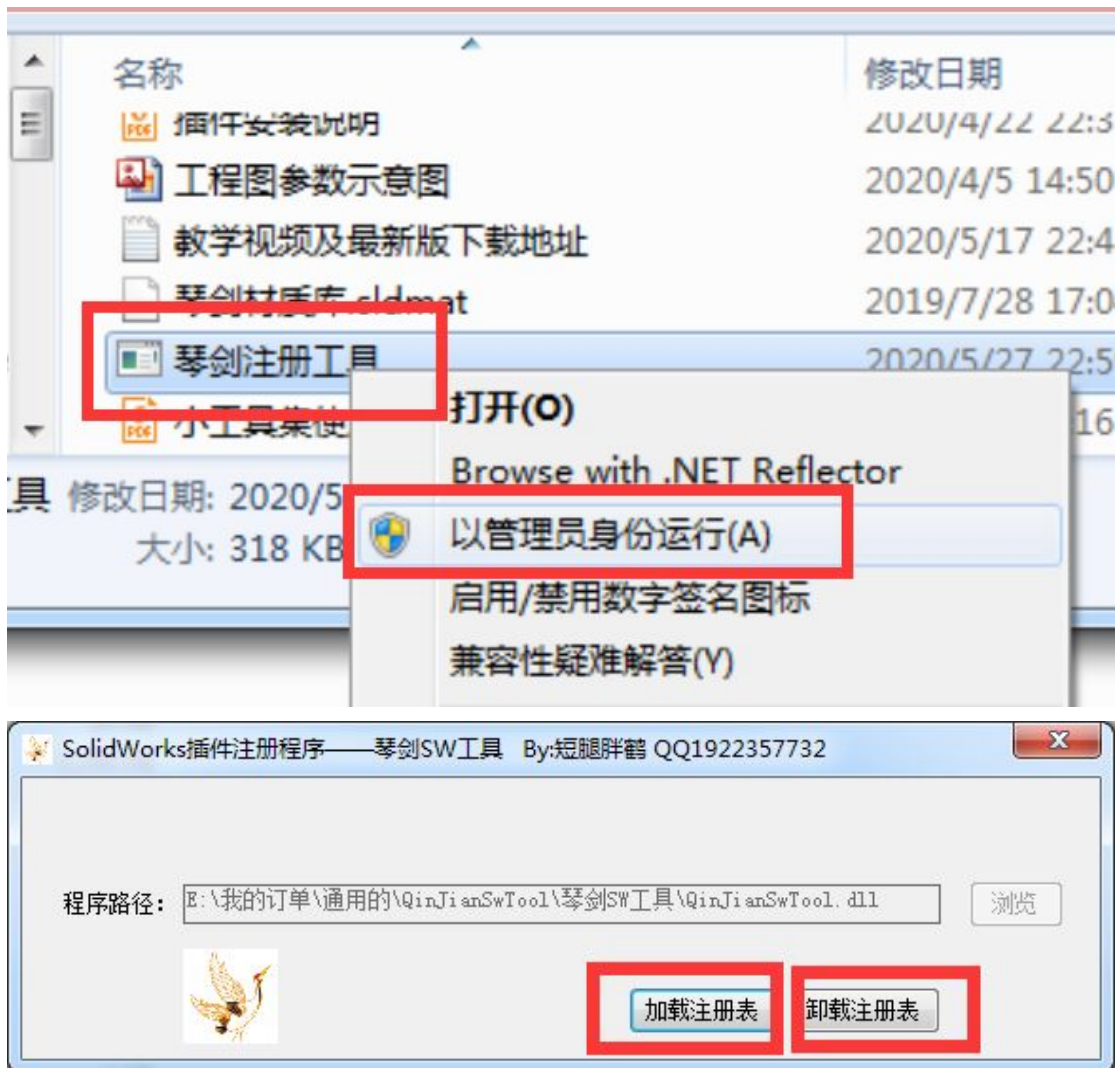 名称 修改日期
插件安装说明 2020/4/22 22:3
工程图参数示意图 2020/4/5 14:50
教学视频及最新版下载地址 2020/5/17 22:4
琴剑材质库.sldmat 2019/7/28 17:0
琴剑注册工具 2020/5/27 22:5
小工具集使 16
打开(O)
Browse with .NET Reflector
具 修改日期: 2020/5
以管理员身份运行(A)
大小: 318 KB
启用/禁用数字签名图标
兼容性疑难解答(Y)
SolidWorks插件注册程序——琴剑SW工具 By:短腿胖鹤 QQ1922357732
程序路径: E:\我的订单\通用的\QinJianSwTool\琴剑SW工具\QinJianSwTool.dll 浏览
加载注册表 卸载注册表